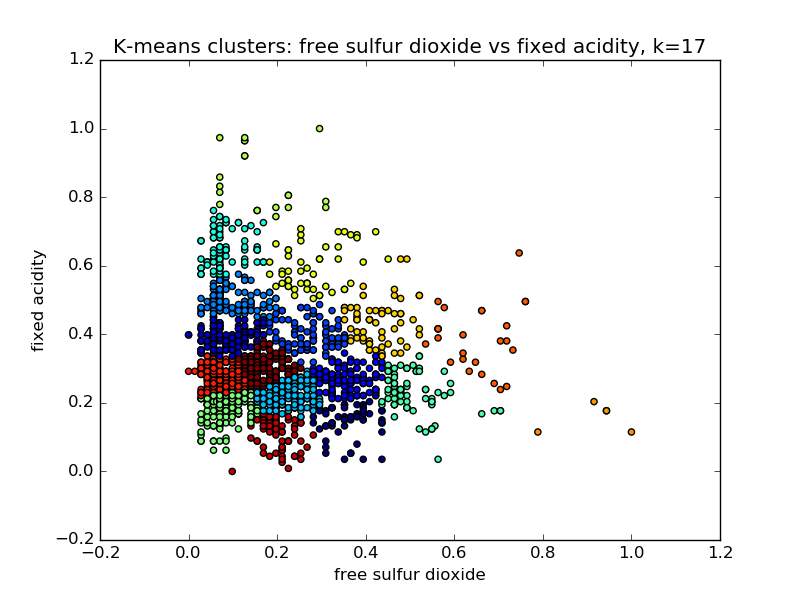 K-means clusters: free sulfur dioxide vs fixed acidity, k=17
1.2
1.0
0.8
0.6
0.4
0.2
0.0
−0.2
fixed acidity
−0.2 0.0 0.2 0.4 0.6 0.8 1.0 1.2
free sulfur dioxide